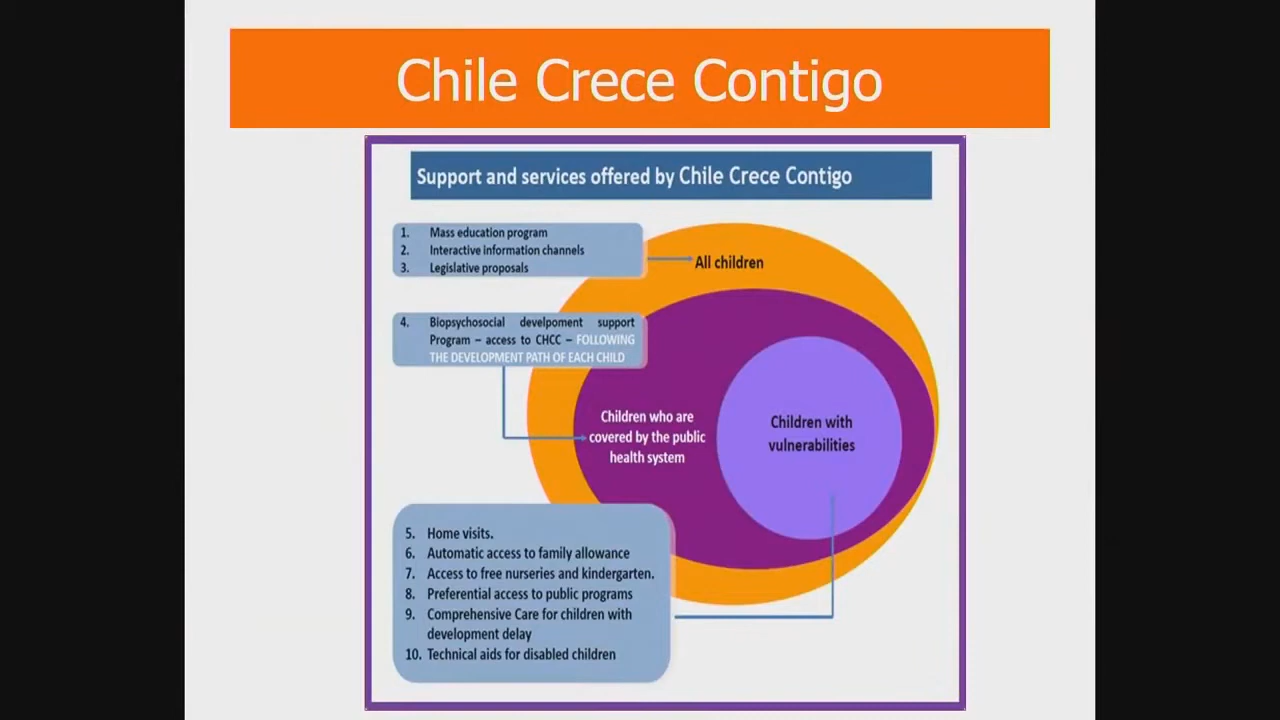 Chile Crece Contigo
Support and services offered by Chile Crece Contigo
1. Mass education program
2. Interactive information channels
3. Legislative proposals
All children
4. Biopsychosocial develpoment support
Program – access to CHCC – FOLLOWING
THE DEVELOPMENT PATH OF EACH CHILD
Children who are
covered by the public
health system
Children with
vulnerabilities
5. Home visits.
6. Automatic access to family allowance
7. Access to free nurseries and kindergarten.
8. Preferential access to public programs
9. Comprehensive Care for children with
development delay
10. Technical aids for disabled children